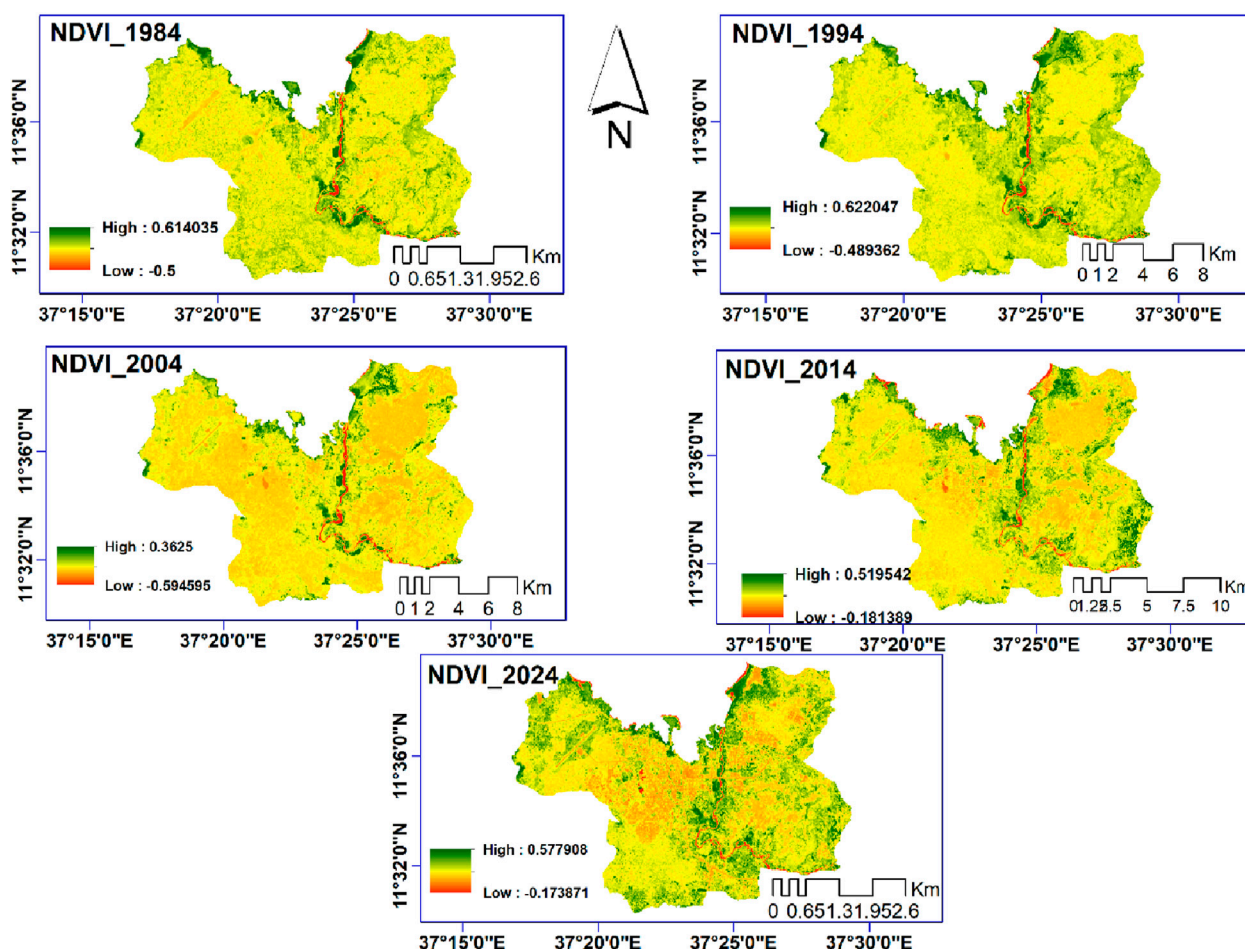 NDVI_1984
11°36'0"N
11°32'0"N
High : 0.614035
Low : -0.5
Km
0 0.651.31.952.6
37°15'0"E 37°20'0"E 37°25'0"E 37°30'0"E
N
NDVI_1994
11°36'0"N
11°32'0"N
High : 0.622047
Low : -0.489362
Km
0 1 2 4 6 8
37°15'0"E 37°20'0"E 37°25'0"E 37°30'0"E
NDVI_2004
11°36'0"N
11°32'0"N
High : 0.3625
Low : -0.594595
Km
0 1 2 4 6 8
37°15'0"E 37°20'0"E 37°25'0"E 37°30'0"E
NDVI_2014
11°36'0"N
11°32'0"N
High : 0.519542
Low : -0.181389
Km
01.252.5 5 7.5 10
37°15'0"E 37°20'0"E 37°25'0"E 37°30'0"E
NDVI_2024
11°36'0"N
11°32'0"N
High : 0.577908
Low : -0.173871
Km
0 0.651.31.952.6
37°20'0"E 37°25'0"E 37°30'0"E